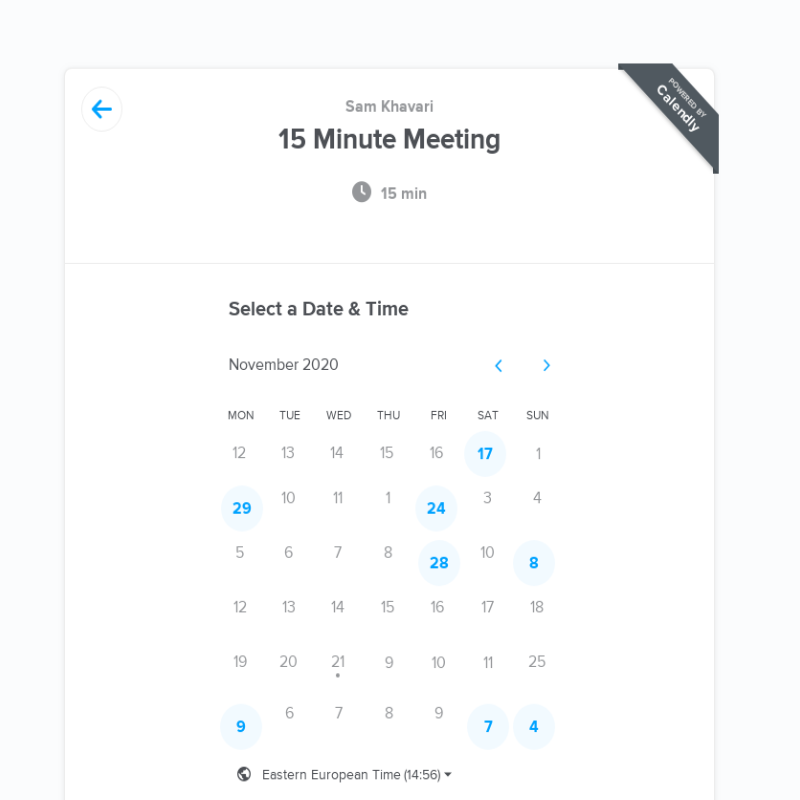 POWERED BY
Calendly
Sam Khavari
15 Minute Meeting
15 min
Select a Date & Time
November 2020
MON TUE WED THU FRI SAT SUN
12 13 14 15 16 17 1
29 10 11 1 24 3 4
5 6 7 8 28 10 8
12 13 14 15 16 17 18
19 20 21 9 10 11 25
9 6 7 8 9 7 4
Eastern European Time (14:56)